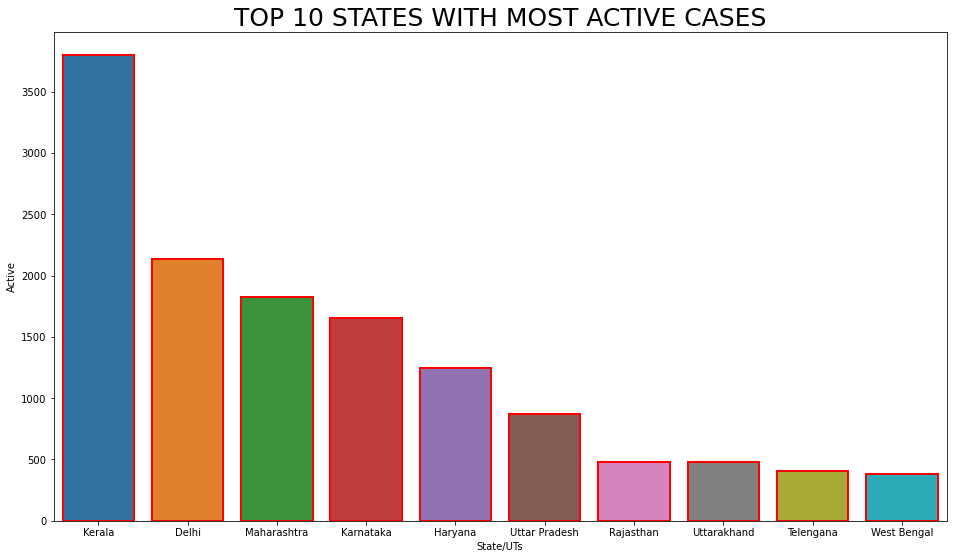 TOP 10 STATES WITH MOST ACTIVE CASES
3500
3000
2500
2000
1500
1000
500
0
Active
Kerala Delhi Maharashtra Karnataka Haryana Uttar Pradesh Rajasthan Uttarakhand Telengana West Bengal
State/UTs